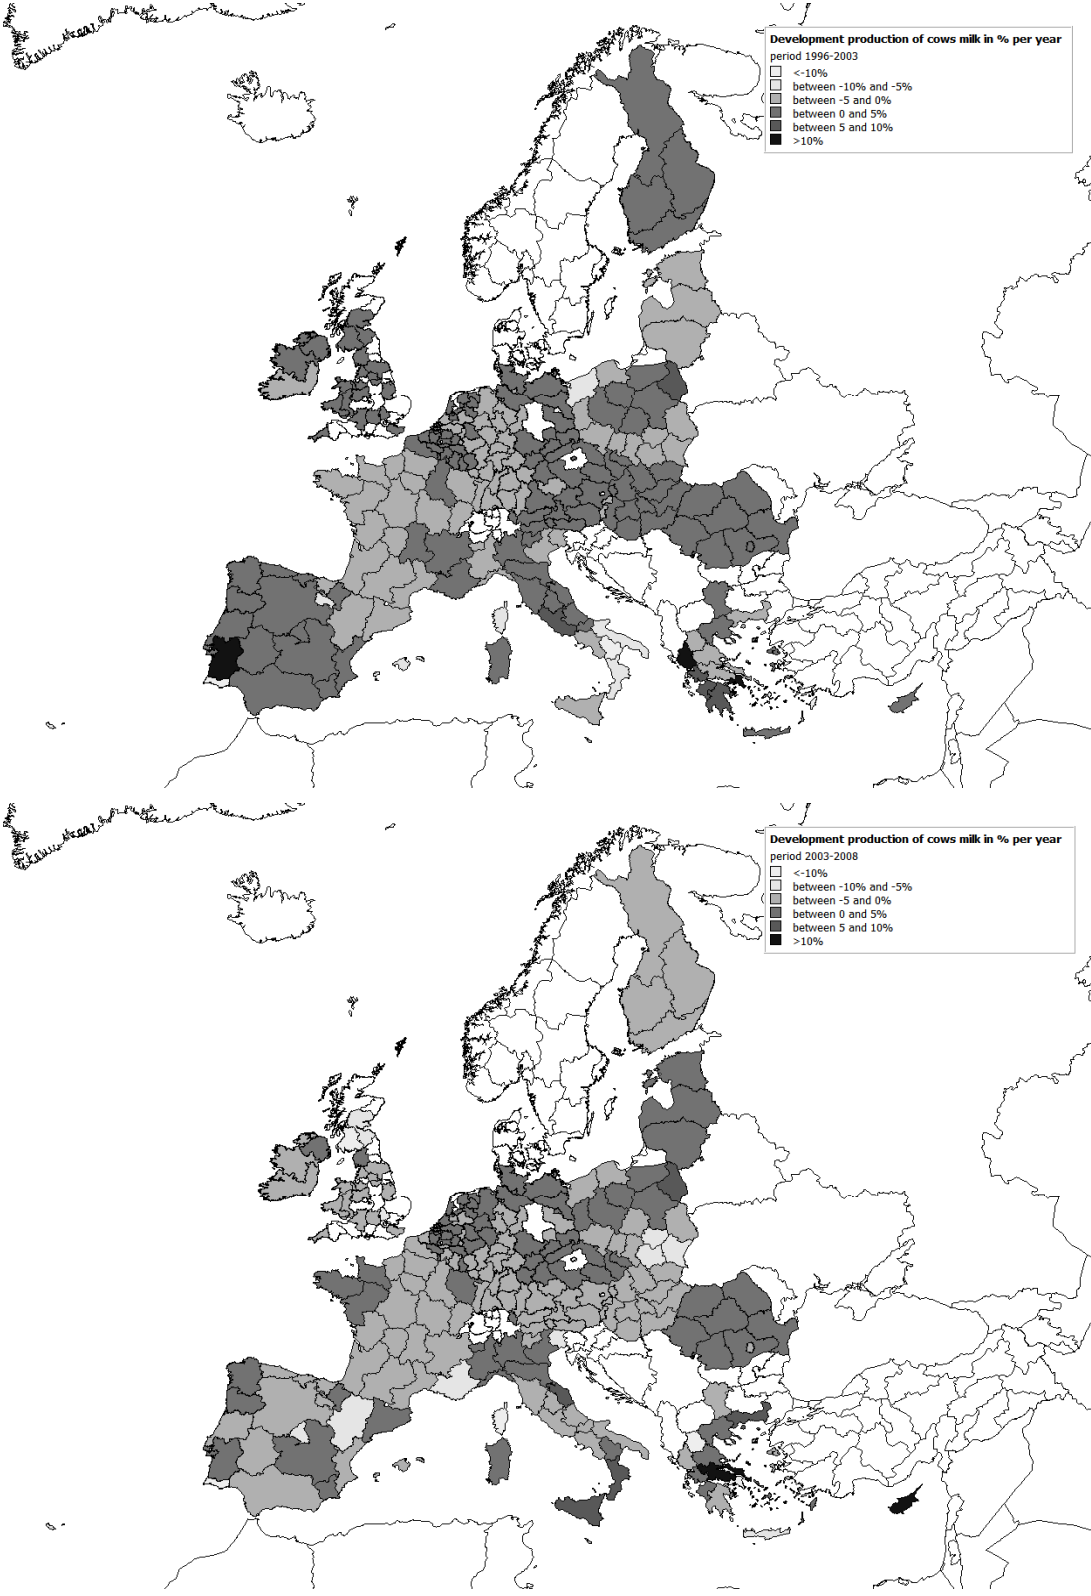 Development production of cows milk in % per year
period 1996-2003
<-10%
between -10% and -5%
between -5 and 0%
between 0 and 5%
between 5 and 10%
>10%
Development production of cows milk in % per year
period 2003-2008
<-10%
between -10% and -5%
between -5 and 0%
between 0 and 5%
between 5 and 10%
>10%